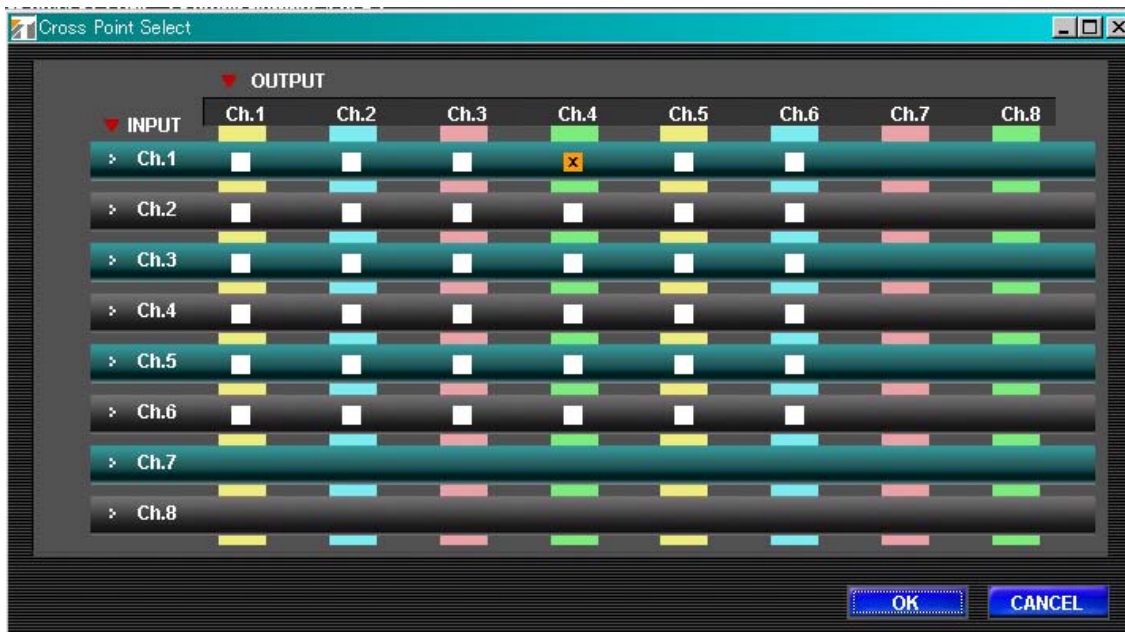 Cross Point Select
OUTPUT
INPUT
Ch.1 Ch.2 Ch.3 Ch.4 Ch.5 Ch.6 Ch.7 Ch.8
Ch.1 x
Ch.2
Ch.3
Ch.4
Ch.5
Ch.6
Ch.7
Ch.8
OK CANCEL